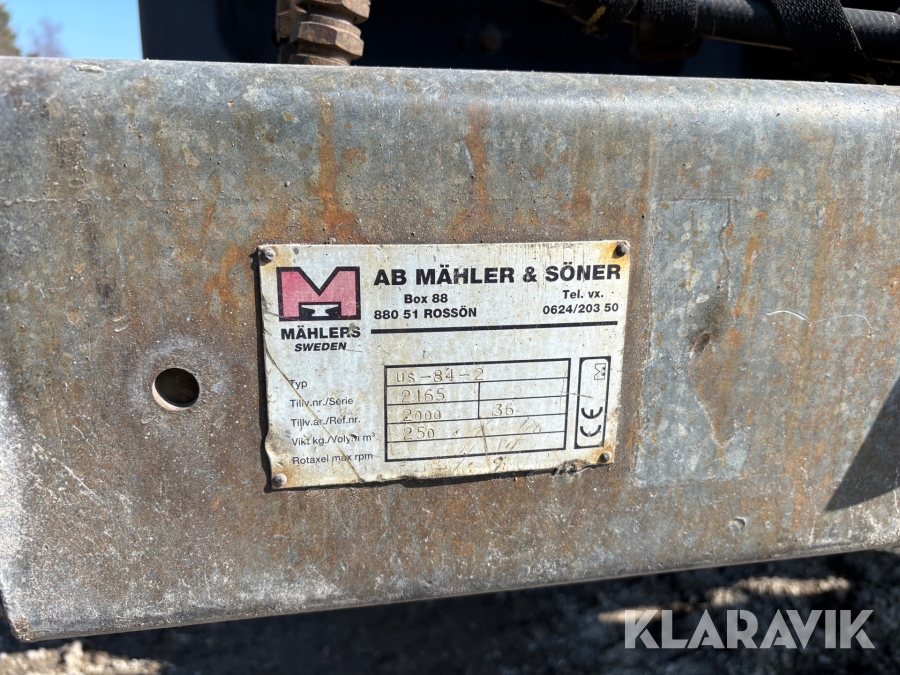 M
AB MÄHLER & SÖNER
Box 88
Tel. vx.
880 51 ROSSÖN
0624/203 50
MÄHLERS
SWEDEN
Typ
US-84-2
Tillv.nr./Serie
2165
Tillv.år./Ref.nr.
2000 36
Vikt kg./Volym m³
250
Rotaxel max rpm
CE
KLARAVIK